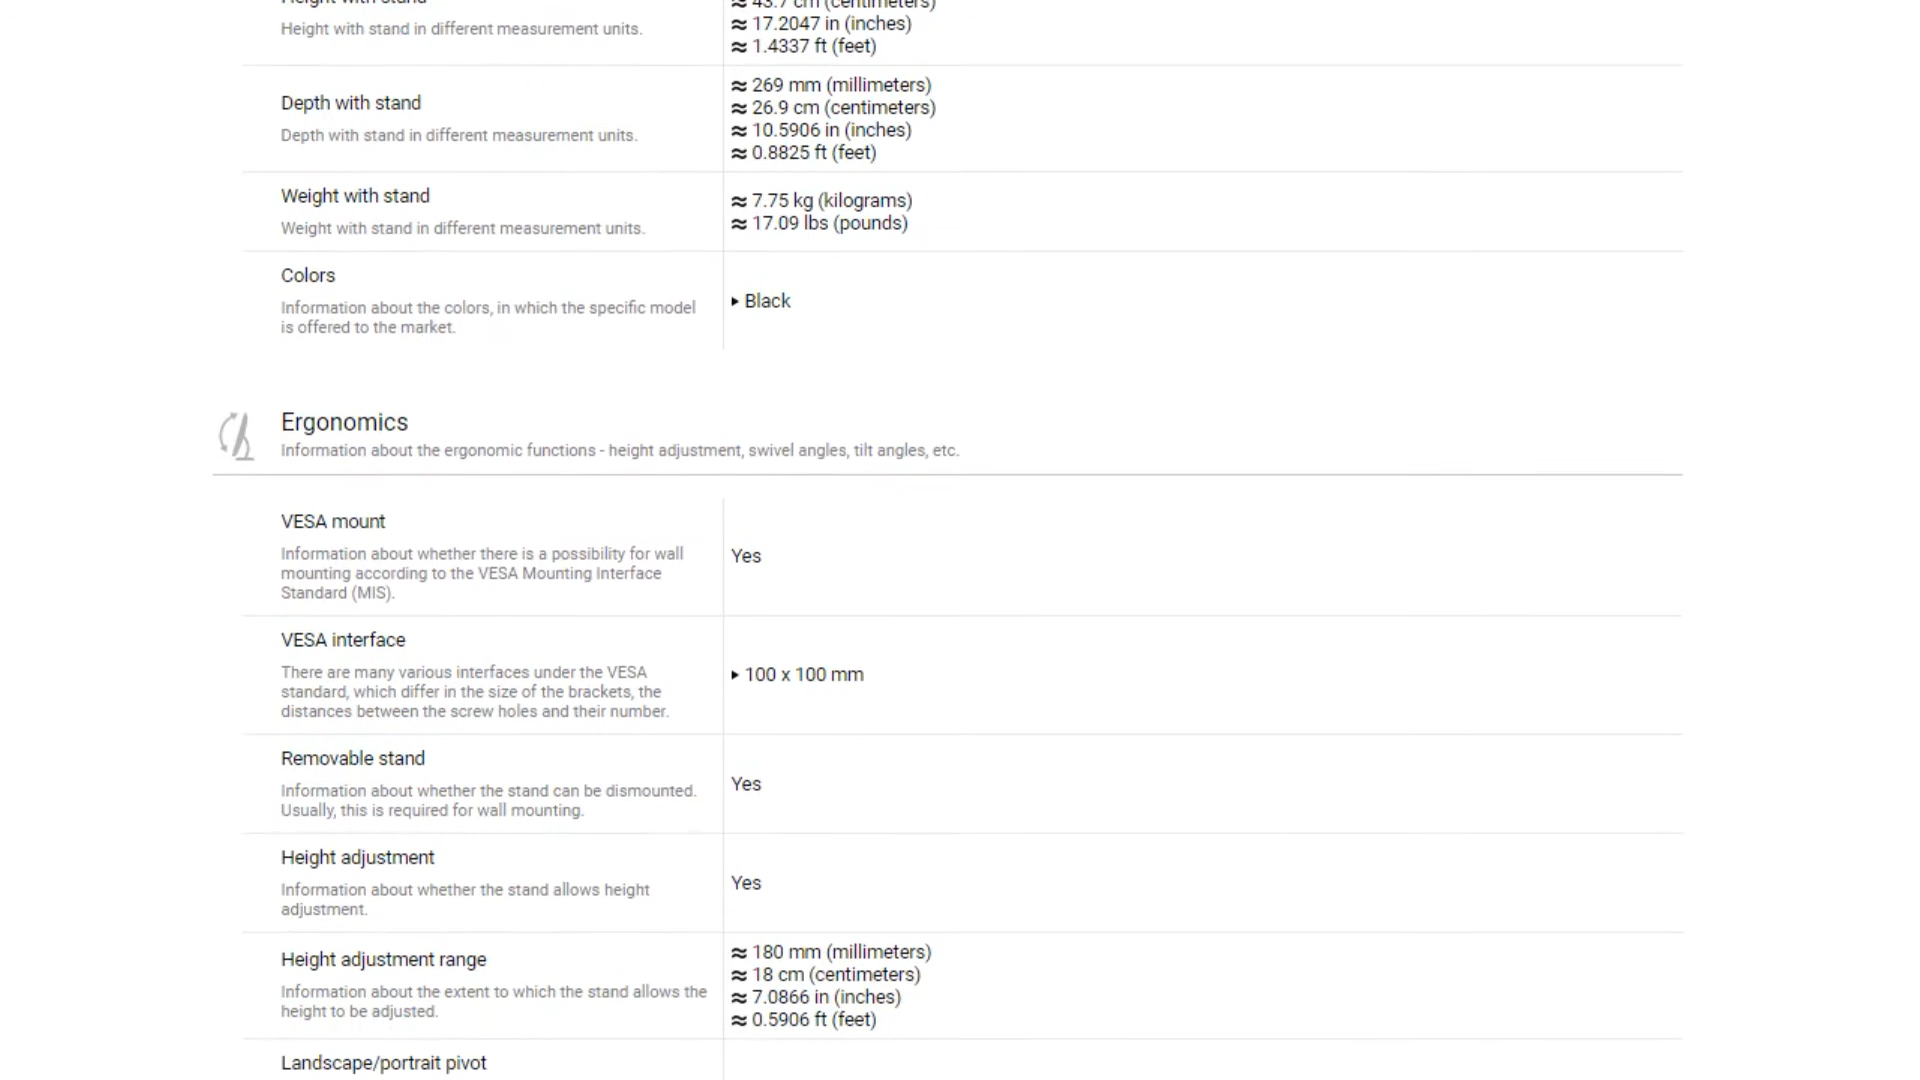 Height with stand
Height with stand in different measurement units.
≈ 43.7 cm (centimeters)
≈ 17.2047 in (inches)
≈ 1.4337 ft (feet)
Depth with stand
Depth with stand in different measurement units.
≈ 269 mm (millimeters)
≈ 26.9 cm (centimeters)
≈ 10.5906 in (inches)
≈ 0.8825 ft (feet)
Weight with stand
Weight with stand in different measurement units.
≈ 7.75 kg (kilograms)
≈ 17.09 lbs (pounds)
Colors
Information about the colors, in which the specific model
is offered to the market.
▸ Black
Ergonomics
Information about the ergonomic functions - height adjustment, swivel angles, tilt angles, etc.
VESA mount
Information about whether there is a possibility for wall
mounting according to the VESA Mounting Interface
Standard (MIS).
Yes
VESA interface
There are many various interfaces under the VESA
standard, which differ in the size of the brackets, the
distances between the screw holes and their number.
▸ 100 x 100 mm
Removable stand
Information about whether the stand can be dismounted.
Usually, this is required for wall mounting.
Yes
Height adjustment
Information about whether the stand allows height
adjustment.
Yes
Height adjustment range
Information about the extent to which the stand allows the
height to be adjusted.
≈ 180 mm (millimeters)
≈ 18 cm (centimeters)
≈ 7.0866 in (inches)
≈ 0.5906 ft (feet)
Landscape/portrait pivot